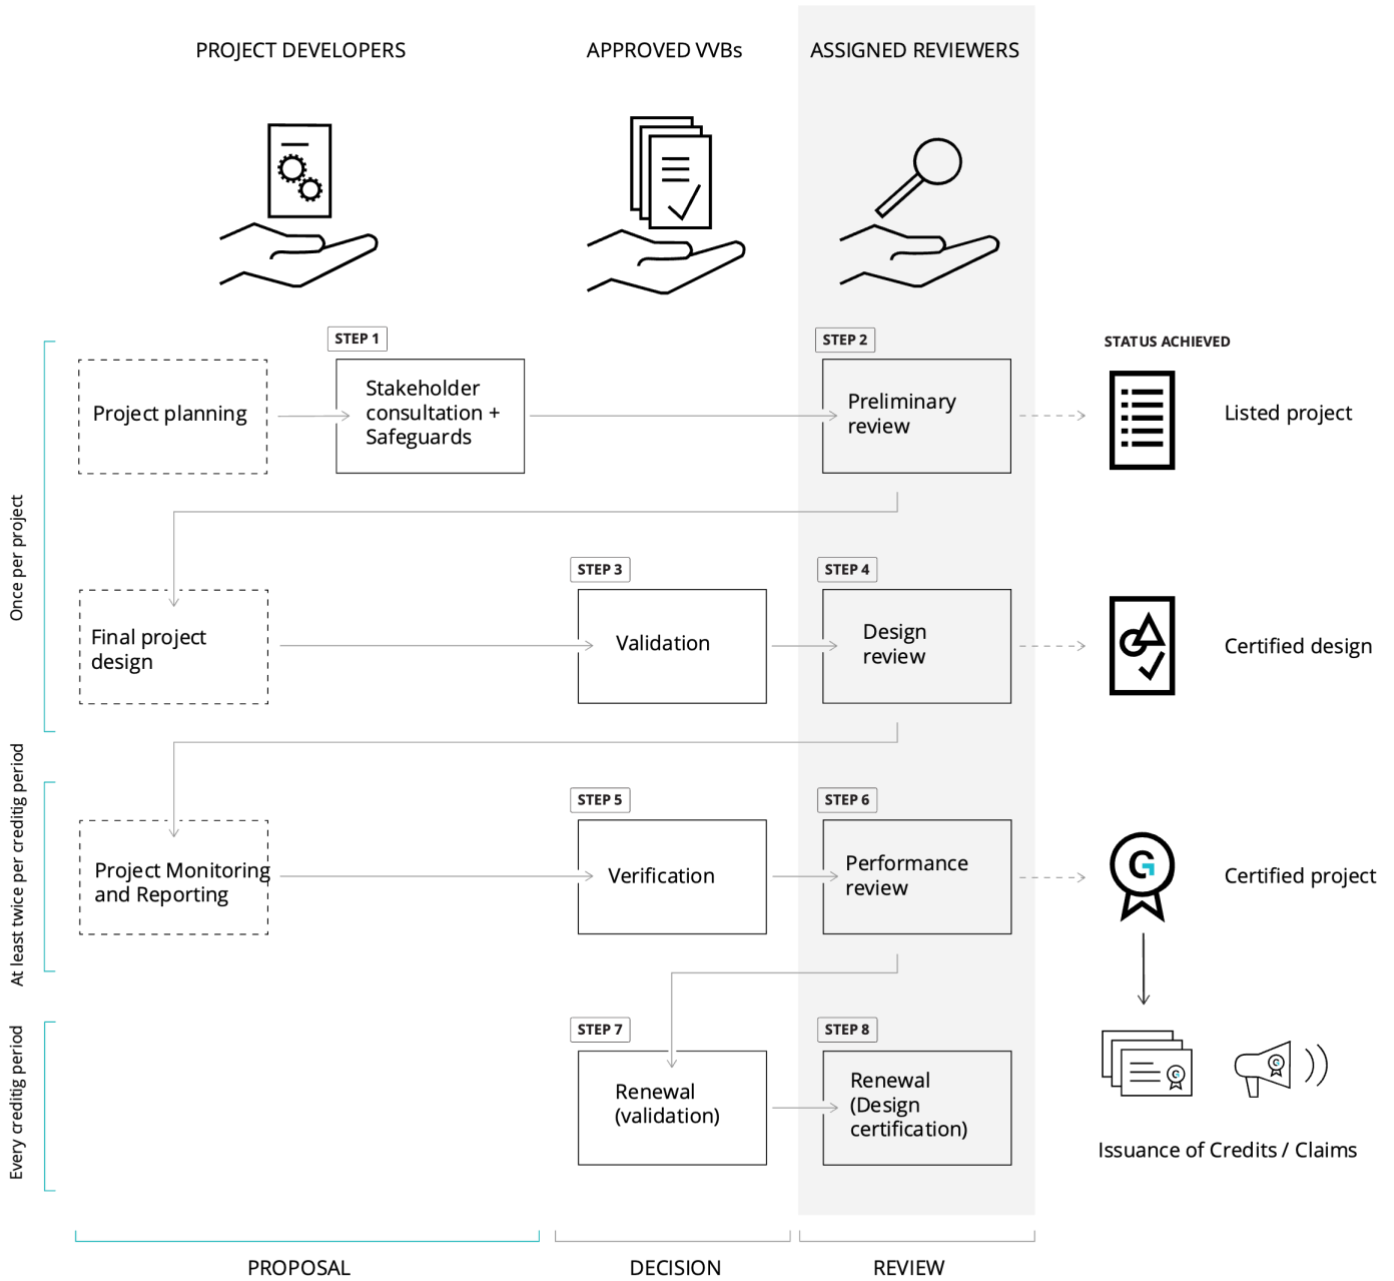 PROJECT DEVELOPERS
APPROVED VVBs
ASSIGNED REVIEWERS
STEP 1
STEP 2
STATUS ACHIEVED
Project planning
Stakeholder
consultation +
Safeguards
Preliminary
review
Listed project
Once per project
STEP 3
STEP 4
Final project
design
Validation
Design
review
Certified design
At least twice per creditig period
STEP 5
STEP 6
Project Monitoring
and Reporting
Verification
Performance
review
G
Certified project
Every creditig period
STEP 7
STEP 8
Renewal
(validation)
Renewal
(Design
certification)
G
G
Issuance of Credits / Claims
PROPOSAL
DECISION
REVIEW